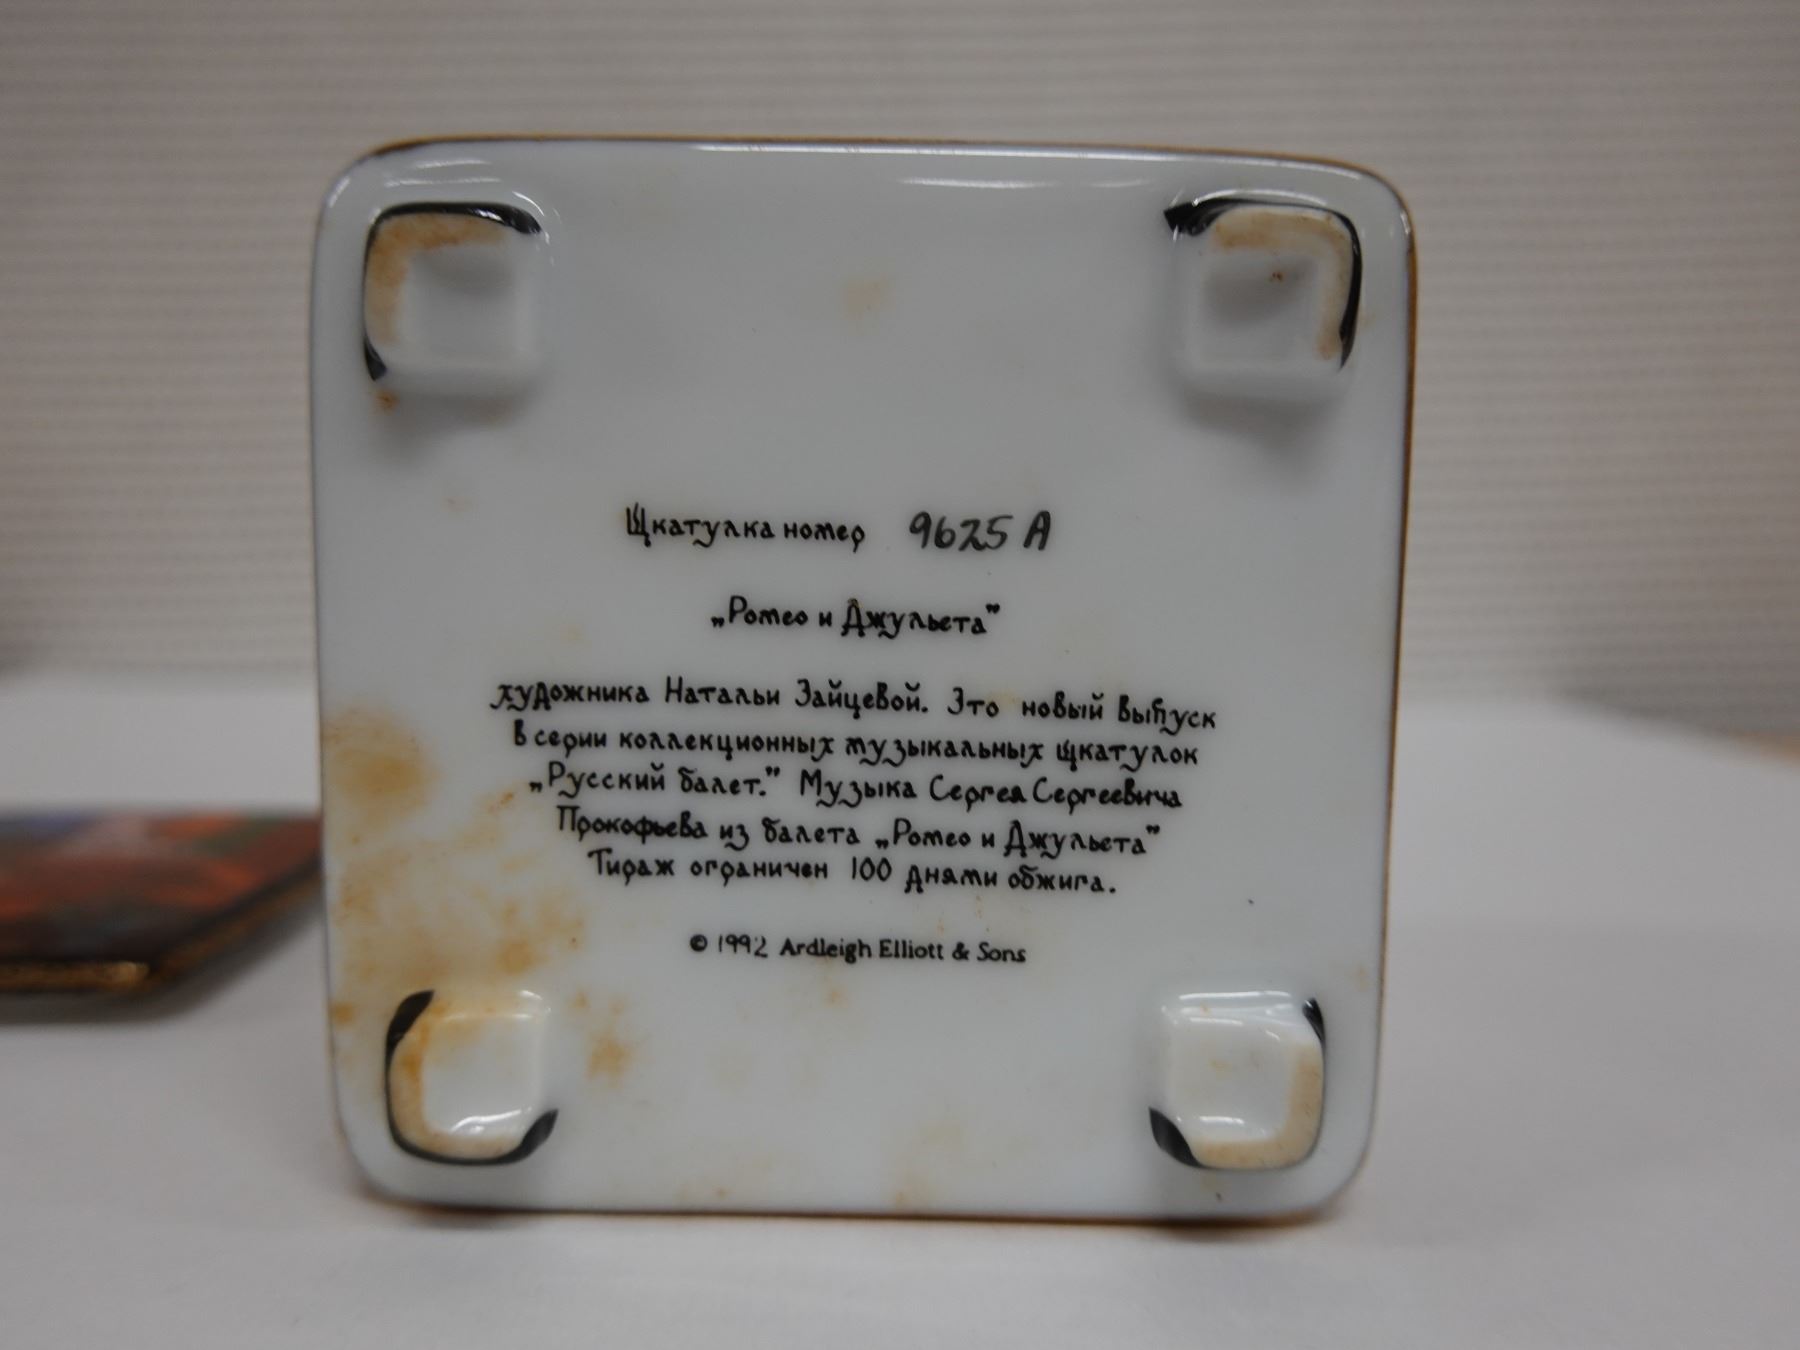 Шкатулка номер 9625 A
„Ромео и Джульета”
художника Натальи Зайцевой. Это новый выпуск
в серии коллекционных музыкальных шкатулок
„Русский балет.” Музыка Сергея Сергеевича
Прокофьева из балета „Ромео и Джульета”
Тираж ограничен 100 днями обжига.
© 1992 Ardleigh Elliott & Sons